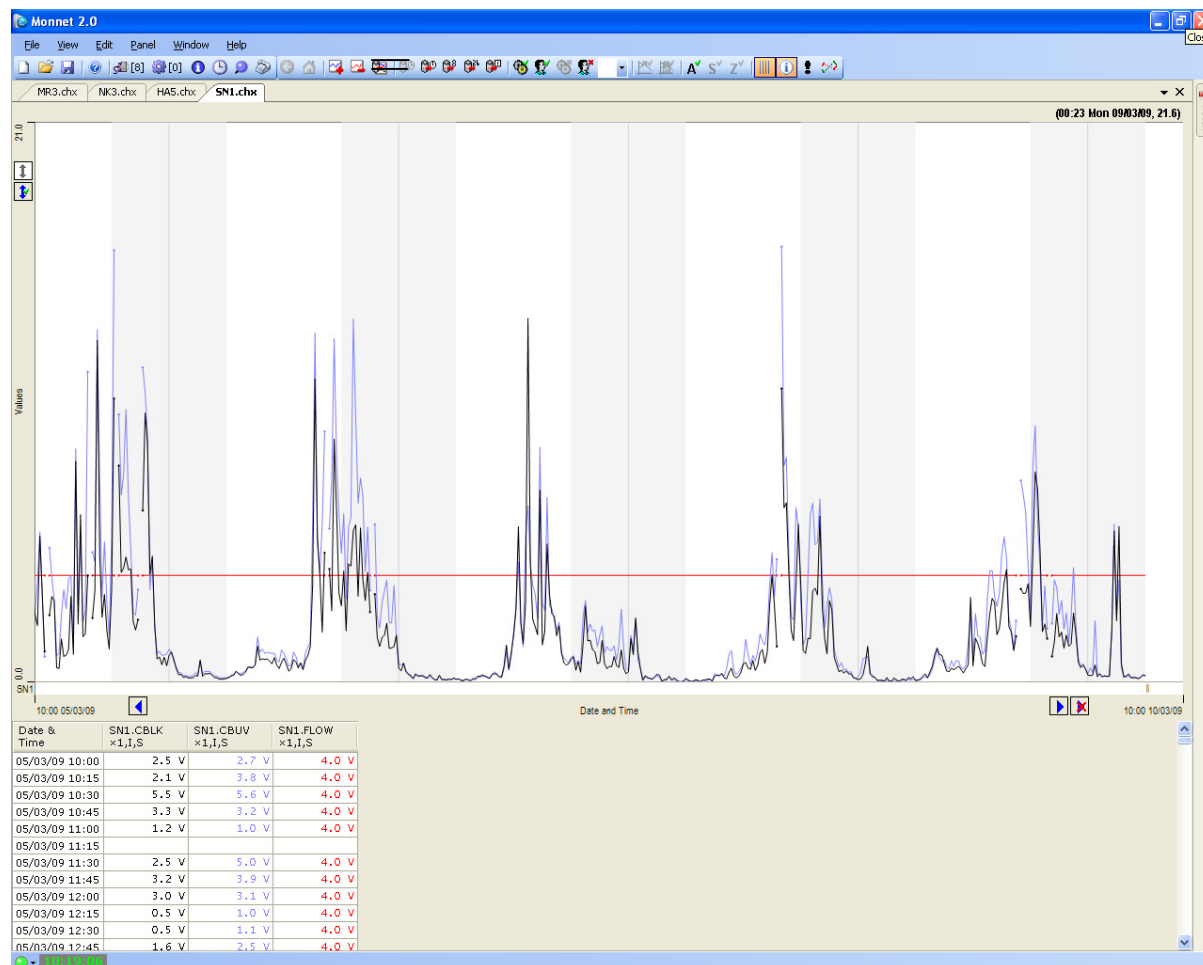 Monnet 2.0
Clos
File View Edit Panel Window Help
[8] [0] A S Z
MR3.chx NK3.chx HA5.chx SN1.chx
(00:23 Mon 09/03/09, 21.6)
21.0
Values
0.0
SN1
10:00 05/03/09 Date and Time 10:00 10/03/09
Date & Time SN1.CBLK ×1,I,S SN1.CBUV ×1,I,S SN1.FLOW ×1,I,S
05/03/09 10:00 2.5 V 2.7 V 4.0 V
05/03/09 10:15 2.1 V 3.8 V 4.0 V
05/03/09 10:30 5.5 V 5.6 V 4.0 V
05/03/09 10:45 3.3 V 3.2 V 4.0 V
05/03/09 11:00 1.2 V 1.0 V 4.0 V
05/03/09 11:15
05/03/09 11:30 2.5 V 5.0 V 4.0 V
05/03/09 11:45 3.2 V 3.9 V 4.0 V
05/03/09 12:00 3.0 V 3.1 V 4.0 V
05/03/09 12:15 0.5 V 1.0 V 4.0 V
05/03/09 12:30 0.5 V 1.1 V 4.0 V
05/03/09 12:45 1.6 V 2.5 V 4.0 V
10:19:06